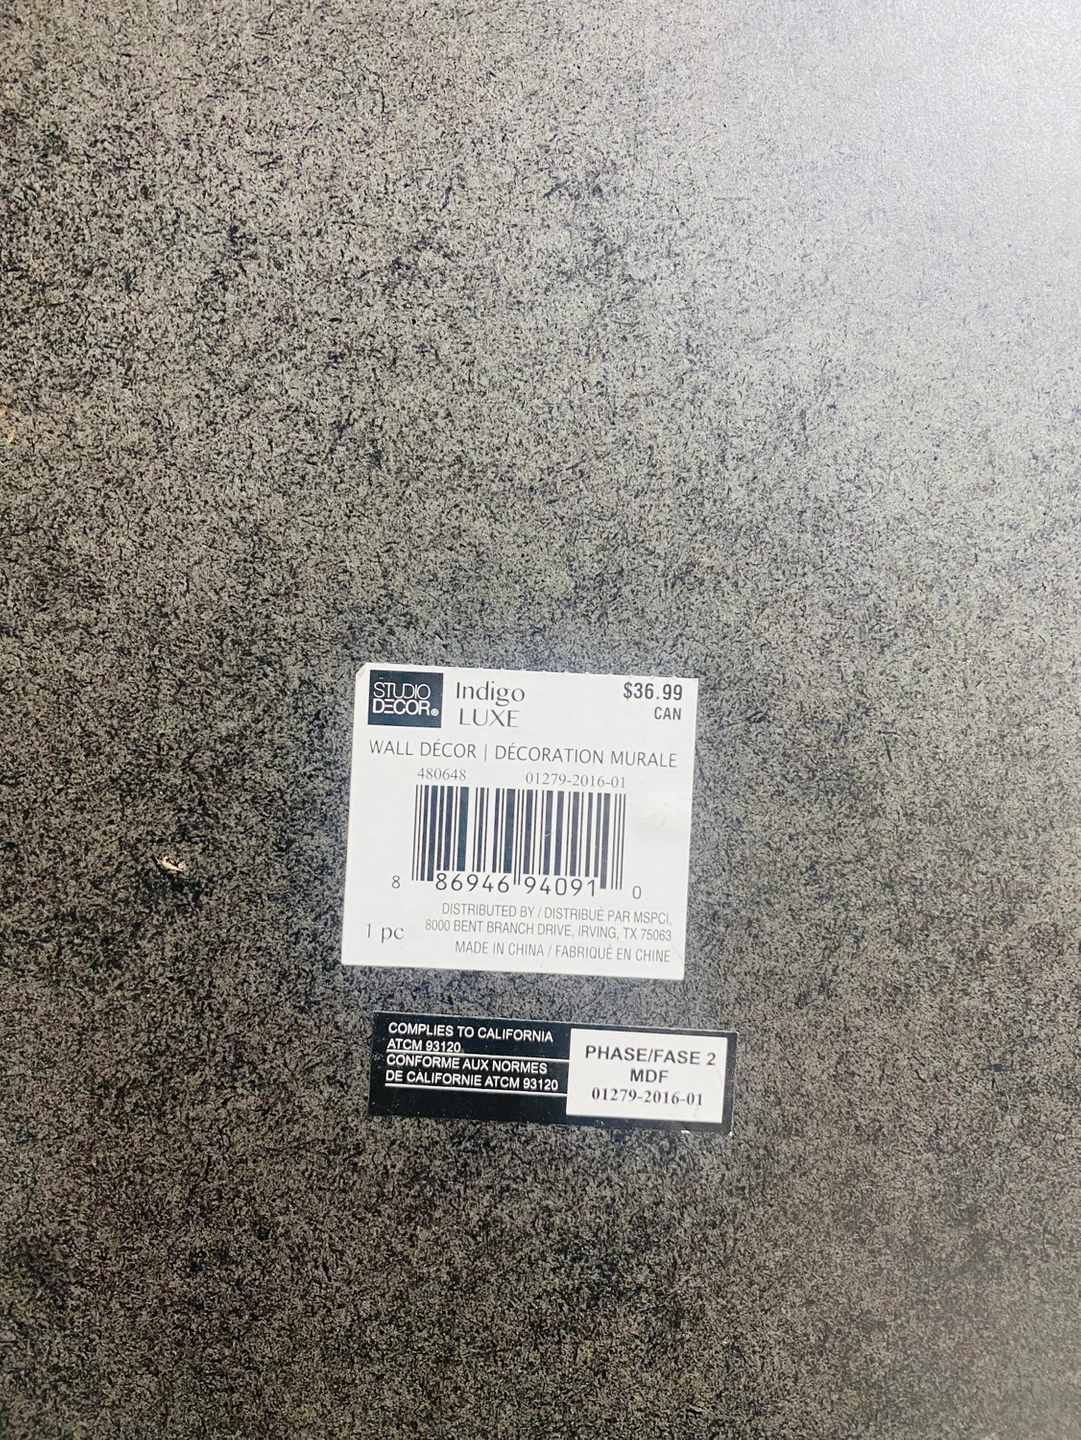 STUDIO
DECOR®
Indigo
LUXE
$36.99
CAN
WALL DÉCOR | DÉCORATION MURALE
480648 01279-2016-01
8 86946 94091 0
1 pc
DISTRIBUTED BY / DISTRIBUÉ PAR MSPCI,
8000 BENT BRANCH DRIVE, IRVING, TX 75063
MADE IN CHINA / FABRIQUÉ EN CHINE
COMPLIES TO CALIFORNIA
ATCM 93120
CONFORME AUX NORMES
DE CALIFORNIE ATCM 93120
PHASE/FASE 2
MDF
01279-2016-01